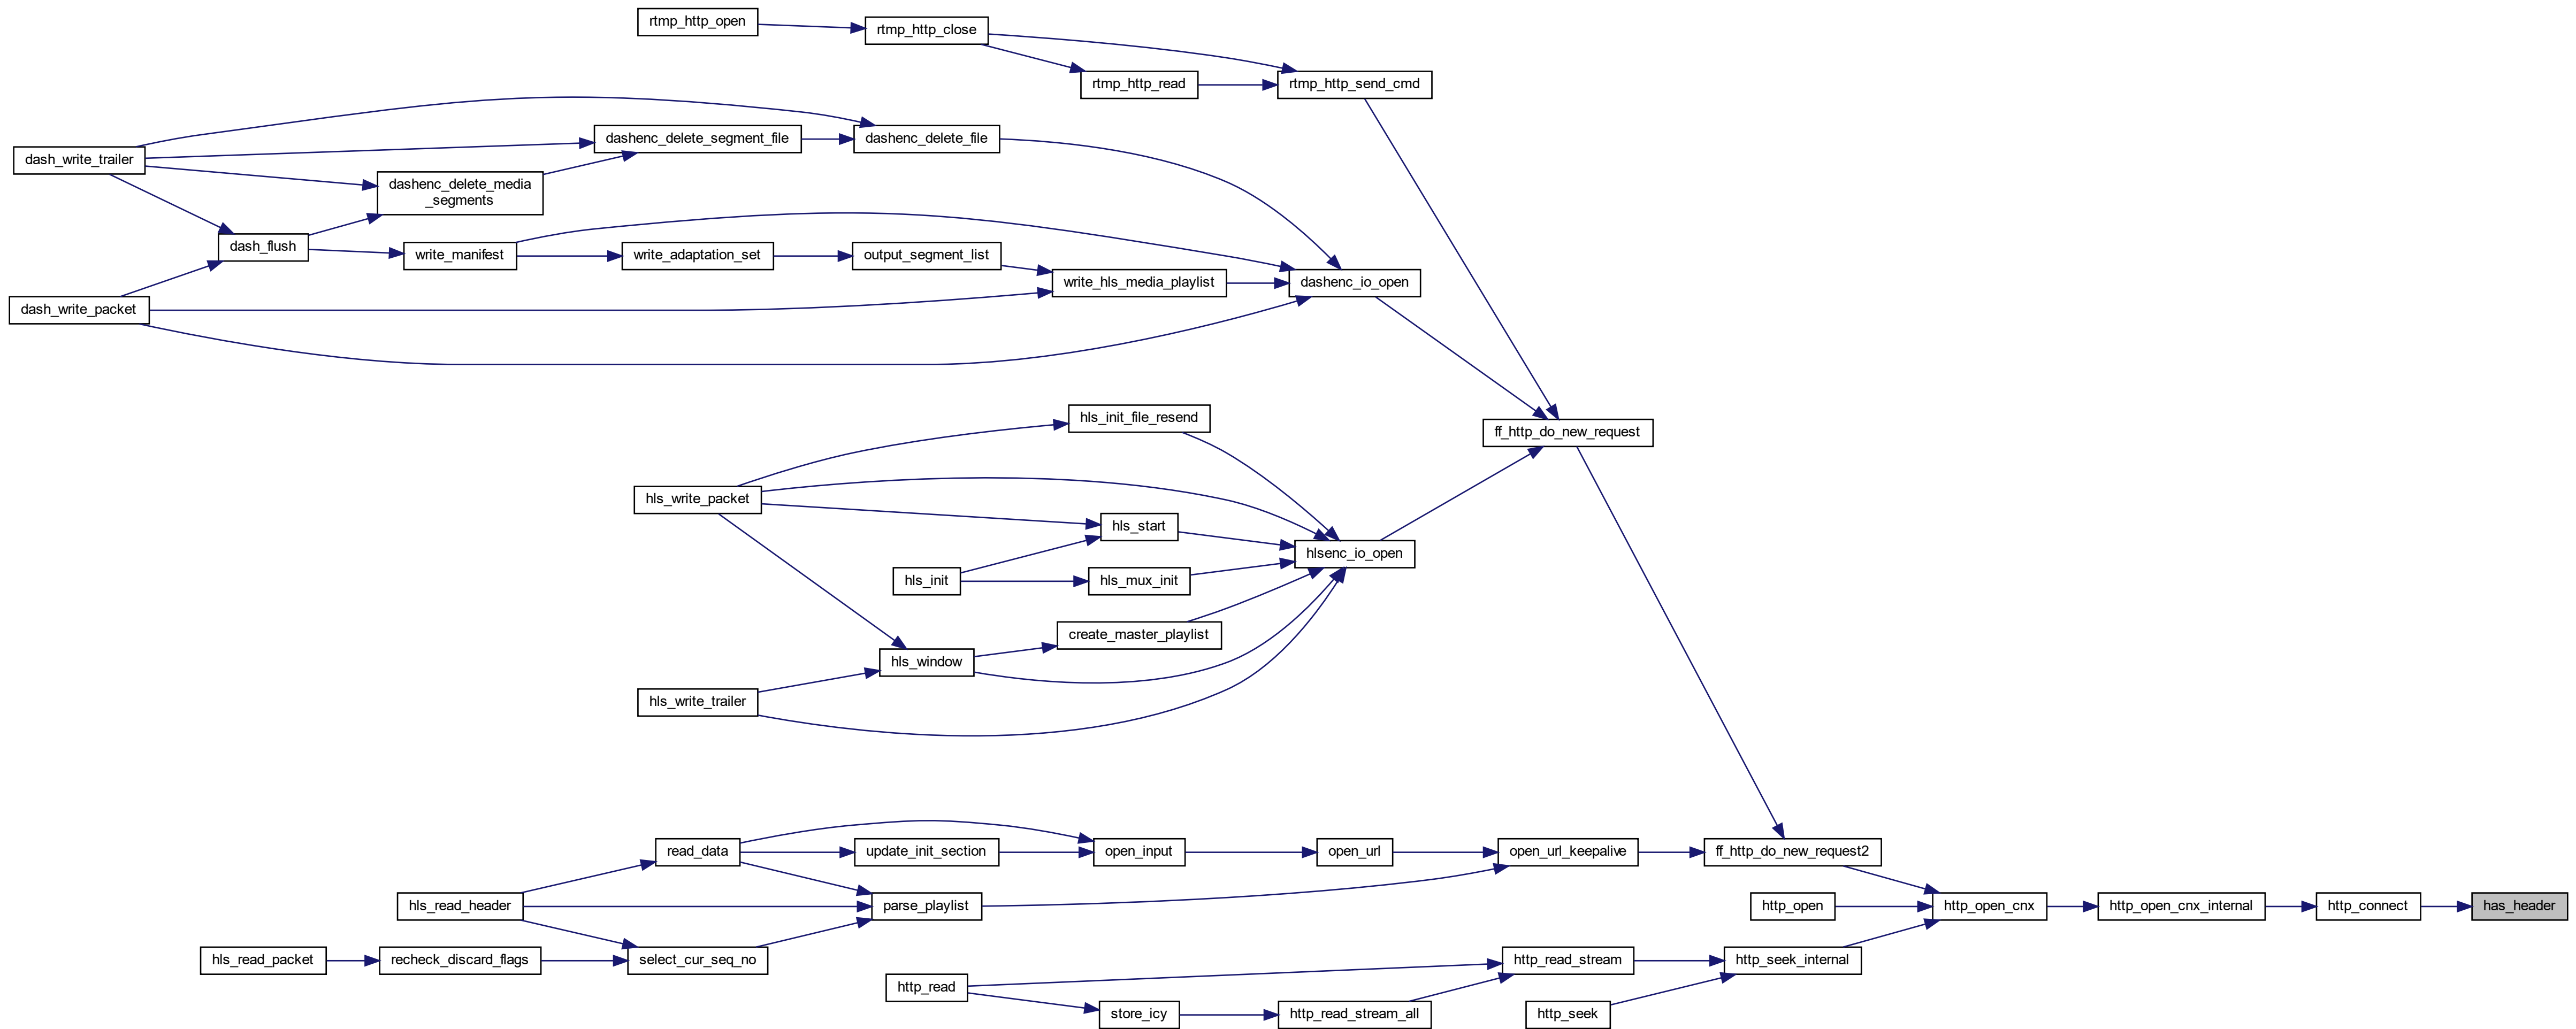 rtmp_http_open
rtmp_http_close
rtmp_http_read
rtmp_http_send_cmd
dash_write_trailer
dashenc_delete_segment_file
dashenc_delete_file
dashenc_delete_media
_segments
dash_flush
write_manifest
write_adaptation_set
output_segment_list
write_hls_media_playlist
dashenc_io_open
dash_write_packet
hls_init_file_resend
ff_http_do_new_request
hls_write_packet
hls_start
hlsenc_io_open
hls_init
hls_mux_init
create_master_playlist
hls_window
hls_write_trailer
read_data
update_init_section
open_input
open_url
open_url_keepalive
ff_http_do_new_request2
hls_read_header
parse_playlist
http_open
http_open_cnx
http_open_cnx_internal
http_connect
has_header
hls_read_packet
recheck_discard_flags
select_cur_seq_no
http_read_stream
http_seek_internal
http_read
store_icy
http_read_stream_all
http_seek